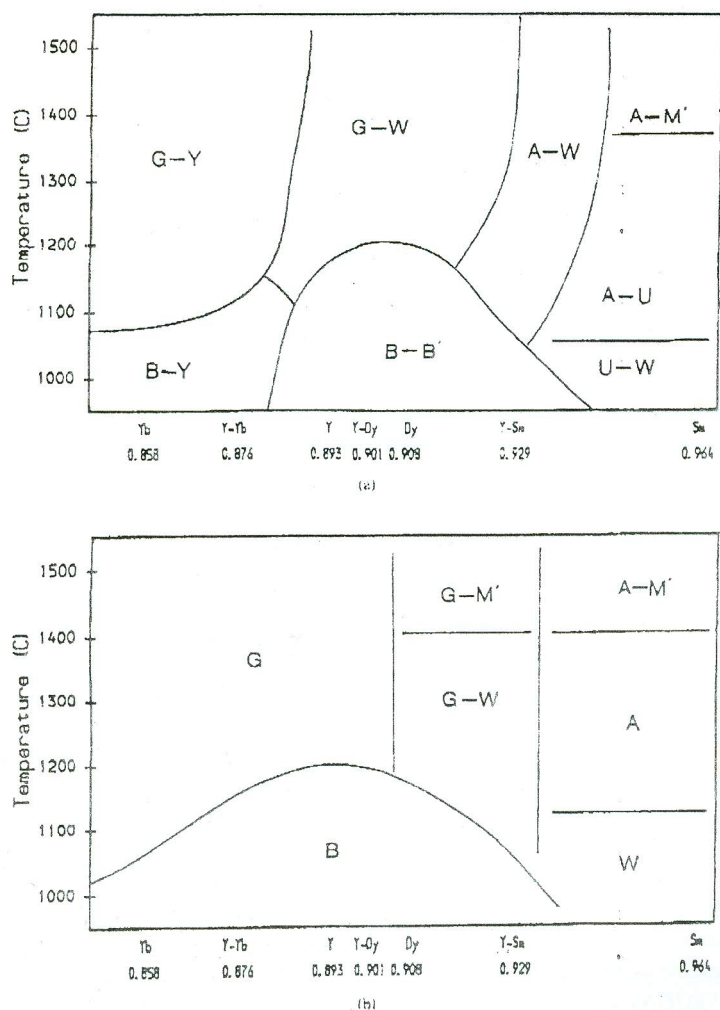 1500
1400
1300
1200
1100
1000
Temperature (C)
G—Y
G—W
A—W
A—M´
B—Y
B—B´
A—U
U—W
Yb Y-Yb Y Y-Dy Dy Y-Sm Sm
0.858 0.876 0.893 0.901 0.908 0.929 0.964
(a)
1500
1400
1300
1200
1100
1000
Temperature (C)
G
G—M´
A—M´
G—W
A
B
W
Yb Y-Yb Y Y-Dy Dy Y-Sm Sm
0.858 0.876 0.893 0.901 0.908 0.929 0.964
(b)